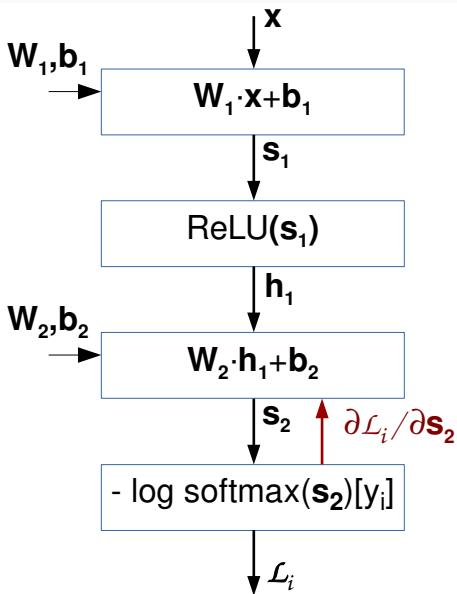 x
W₁,b₁
W₁·x+b₁
s₁
ReLU(s₁)
h₁
W₂,b₂
W₂·h₁+b₂
s₂
∂ℒᵢ/∂s₂
- log softmax(s₂)[yᵢ]
ℒᵢ